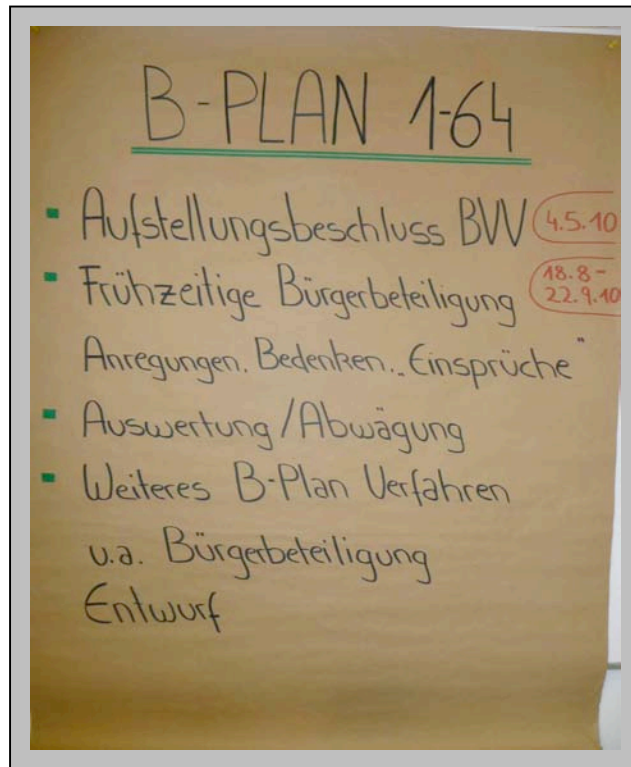 B-PLAN 1-64
Aufstellungsbeschluss BVV 4.5.10
Frühzeitige Bürgerbeteiligung 18.8-
22.9.10
Anregungen. Bedenken.. Einsprüche"
Auswertung/Abwägung
Weiteres B-Plan Verfahren
u.a. Bürgerbeteiligung
Entwurf